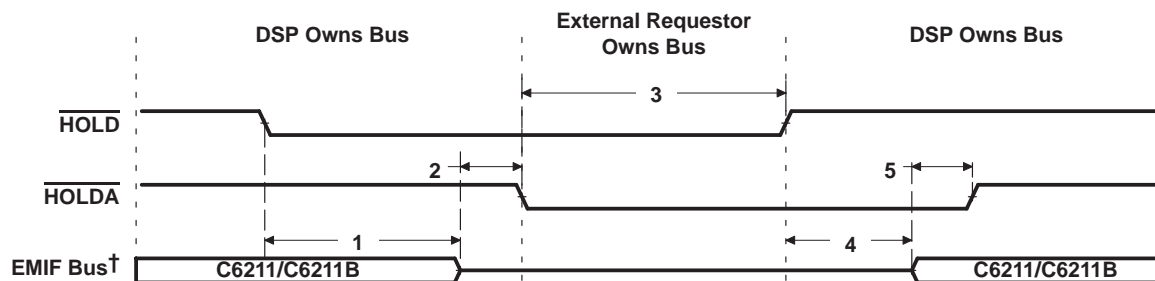 DSP Owns Bus
External Requestor
Owns Bus
DSP Owns Bus
3
HOLD
2
5
HOLDA
1
4
EMIF Bus†
C6211/C6211B
C6211/C6211B